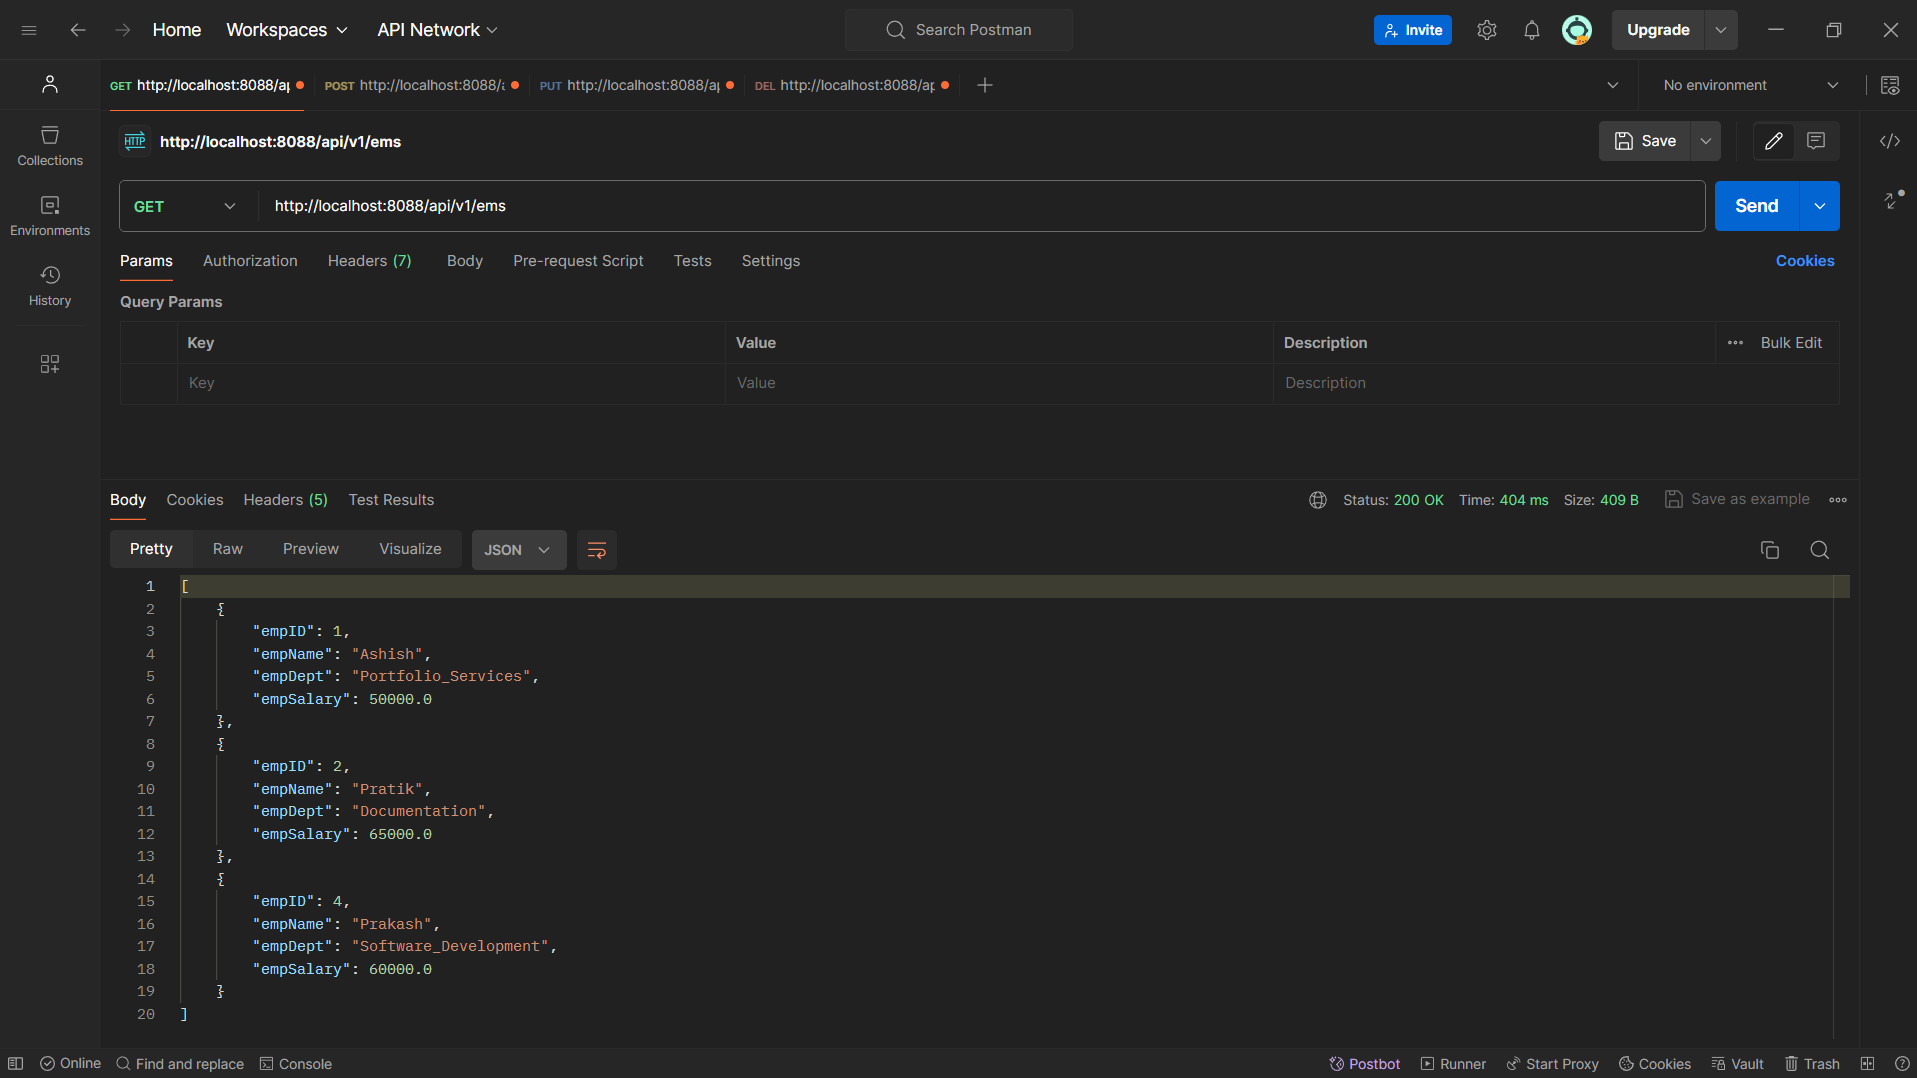 Home Workspaces API Network Search Postman Invite Upgrade
GET http://localhost:8088/ap POST http://localhost:8088/a PUT http://localhost:8088/ap DEL http://localhost:8088/ap No environment
HTTP http://localhost:8088/api/v1/ems Save
Collections
Environments
History
GET http://localhost:8088/api/v1/ems Send
Params Authorization Headers (7) Body Pre-request Script Tests Settings Cookies
Query Params
Key Value Description Bulk Edit
Key Value Description
Body Cookies Headers (5) Test Results Status: 200 OK Time: 404 ms Size: 409 B Save as example
Pretty Raw Preview Visualize JSON
1 [
2 {
3 "empID": 1,
4 "empName": "Ashish",
5 "empDept": "Portfolio_Services",
6 "empSalary": 50000.0
7 },
8 {
9 "empID": 2,
10 "empName": "Pratik",
11 "empDept": "Documentation",
12 "empSalary": 65000.0
13 },
14 {
15 "empID": 4,
16 "empName": "Prakash",
17 "empDept": "Software_Development",
18 "empSalary": 60000.0
19 }
20 ]
Online Find and replace Console Postbot Runner Start Proxy Cookies Vault Trash